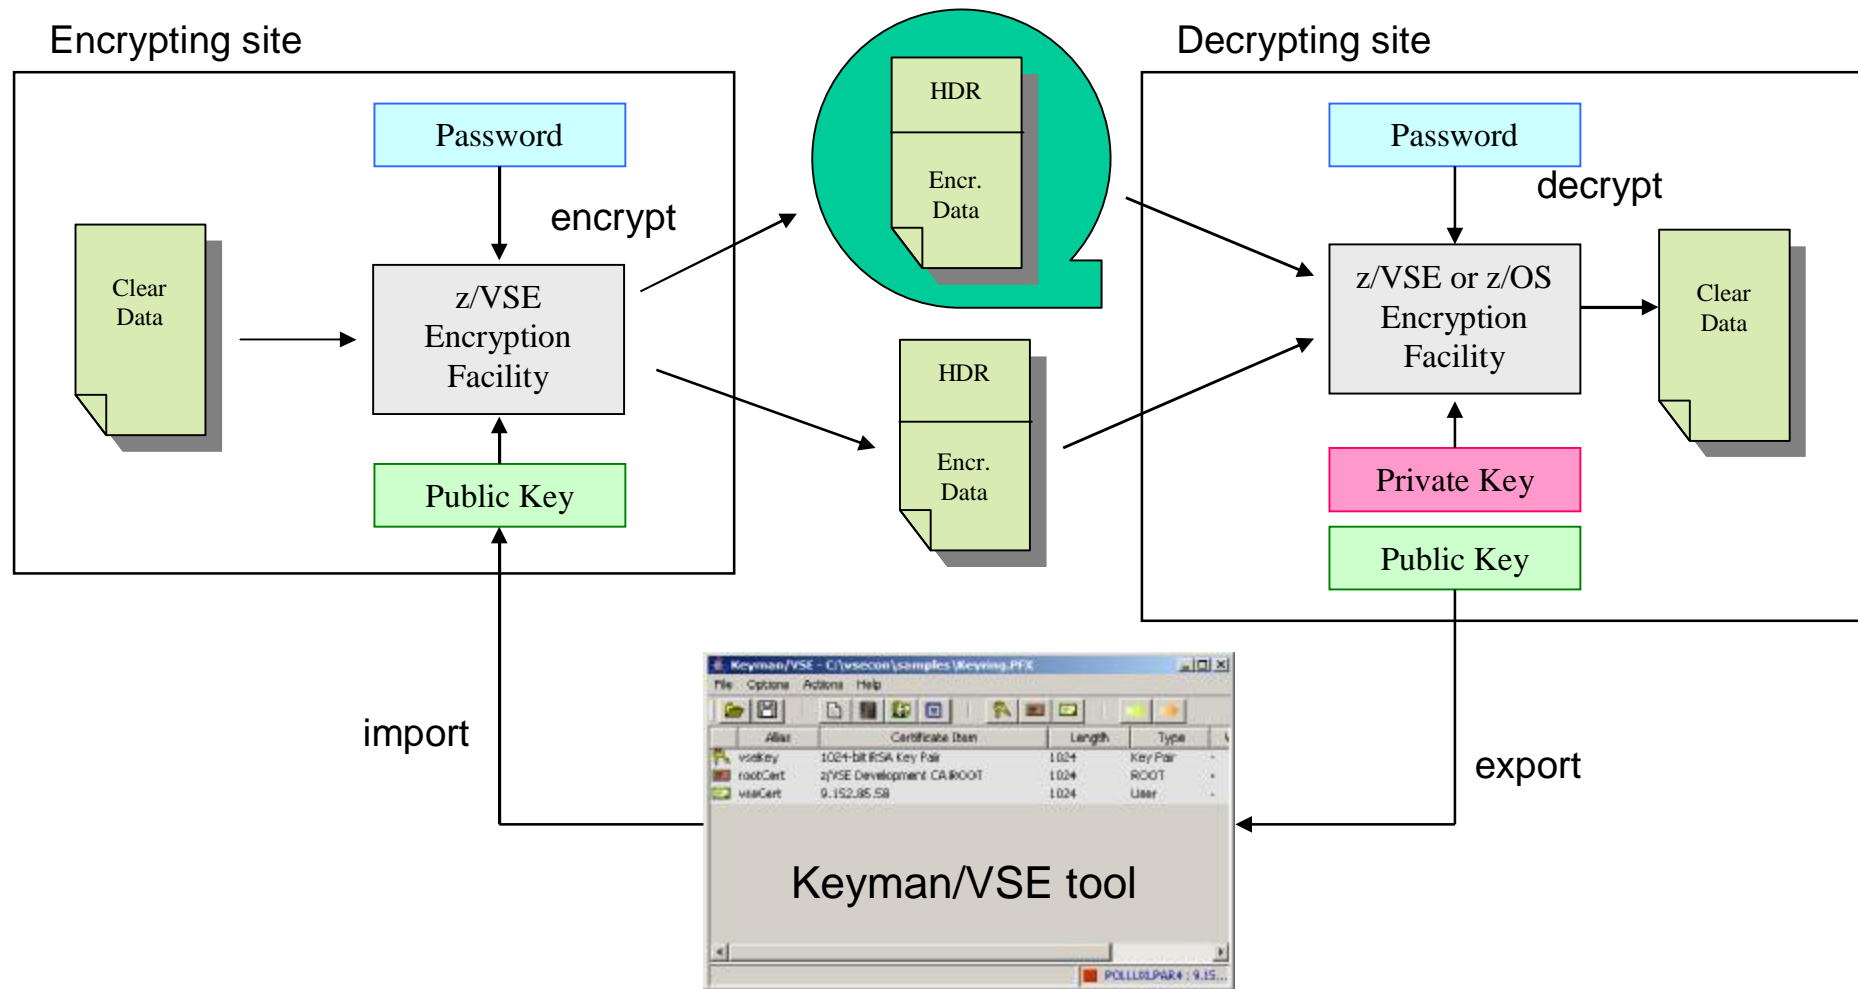 Encrypting site
Decrypting site
Password
encrypt
Clear
Data
z/VSE
Encryption
Facility
Public Key
HDR
Encr.
Data
HDR
Encr.
Data
Password
decrypt
z/VSE or z/OS
Encryption
Facility
Clear
Data
Private Key
Public Key
import
export
Keyman/VSE - C:\vsecon\samples\Keyring.PFX
File Options Actions Help
Alias Certificate Item Length Type
vseKey 1024-bit RSA Key Pair 1024 Key Pair -
rootCert z/VSE Development CA ROOT 1024 ROOT -
vseCert 9.152.85.58 1024 User -
Keyman/VSE tool
: 9.15...